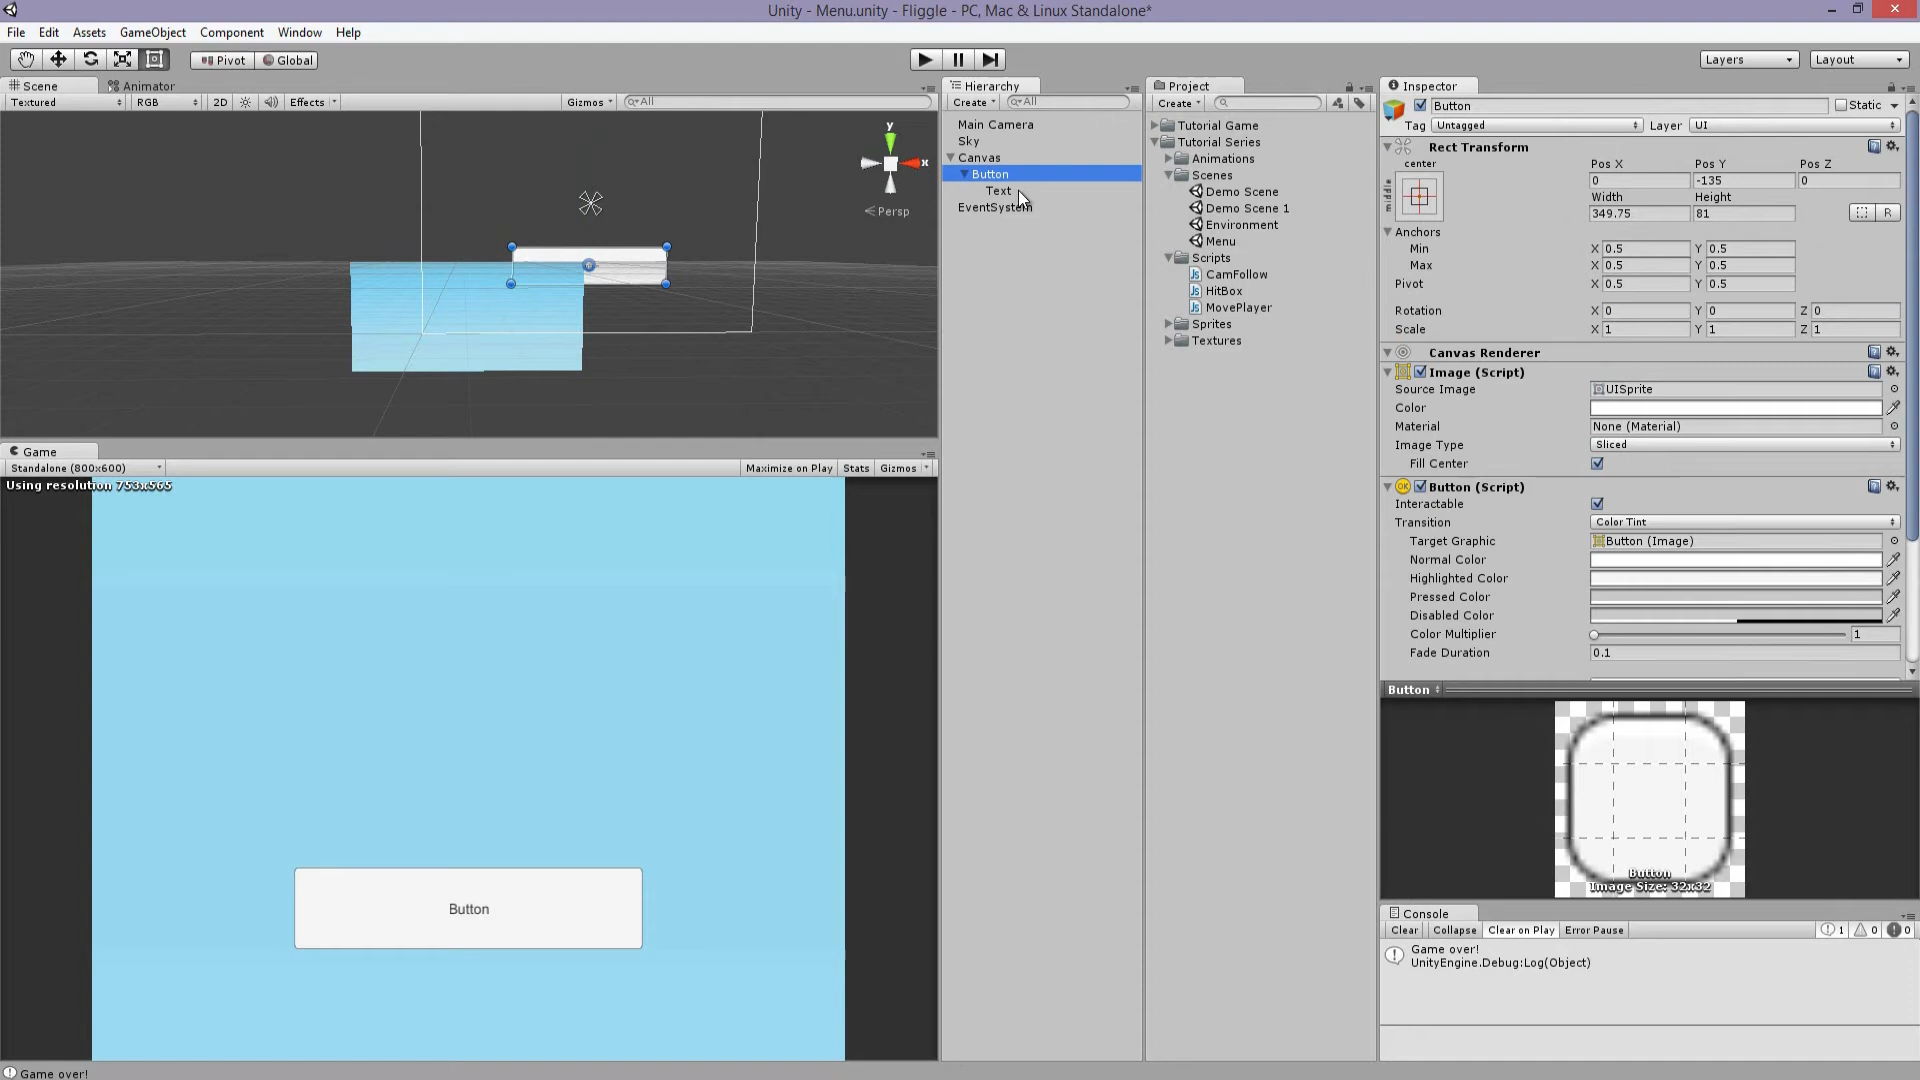 Unity - Menu.unity - Fliggle - PC, Mac & Linux Standalone*
File Edit Assets GameObject Component Window Help
Pivot Global Layers Layout
Scene Animator
Textured RGB 2D Effects Gizmos All
y
x
Persp
Game
Standalone (800x600) Maximize on Play Stats Gizmos
Using resolution 753x565
Button
Hierarchy
Create All
Main Camera
Sky
Canvas
Button
Text
EventSystem
Project
Create
Tutorial Game
Tutorial Series
Animations
Scenes
Demo Scene
Demo Scene 1
Environment
Menu
Scripts
CamFollow
HitBox
MovePlayer
Sprites
Textures
Inspector
Button Static
Tag Untagged Layer UI
Rect Transform
center Pos X Pos Y Pos Z
middle 0 -135 0
Width Height
349.75 81 R
Anchors
Min X 0.5 Y 0.5
Max X 0.5 Y 0.5
Pivot X 0.5 Y 0.5
Rotation X 0 Y 0 Z 0
Scale X 1 Y 1 Z 1
Canvas Renderer
Image (Script)
Source Image UISprite
Color
Material None (Material)
Image Type Sliced
Fill Center
OK Button (Script)
Interactable
Transition Color Tint
Target Graphic Button (Image)
Normal Color
Highlighted Color
Pressed Color
Disabled Color
Color Multiplier 1
Fade Duration 0.1
Button
Button
Image Size: 32x32
Console
Clear Collapse Clear on Play Error Pause 1 0 0
Game over!
UnityEngine.Debug:Log(Object)
Game over!